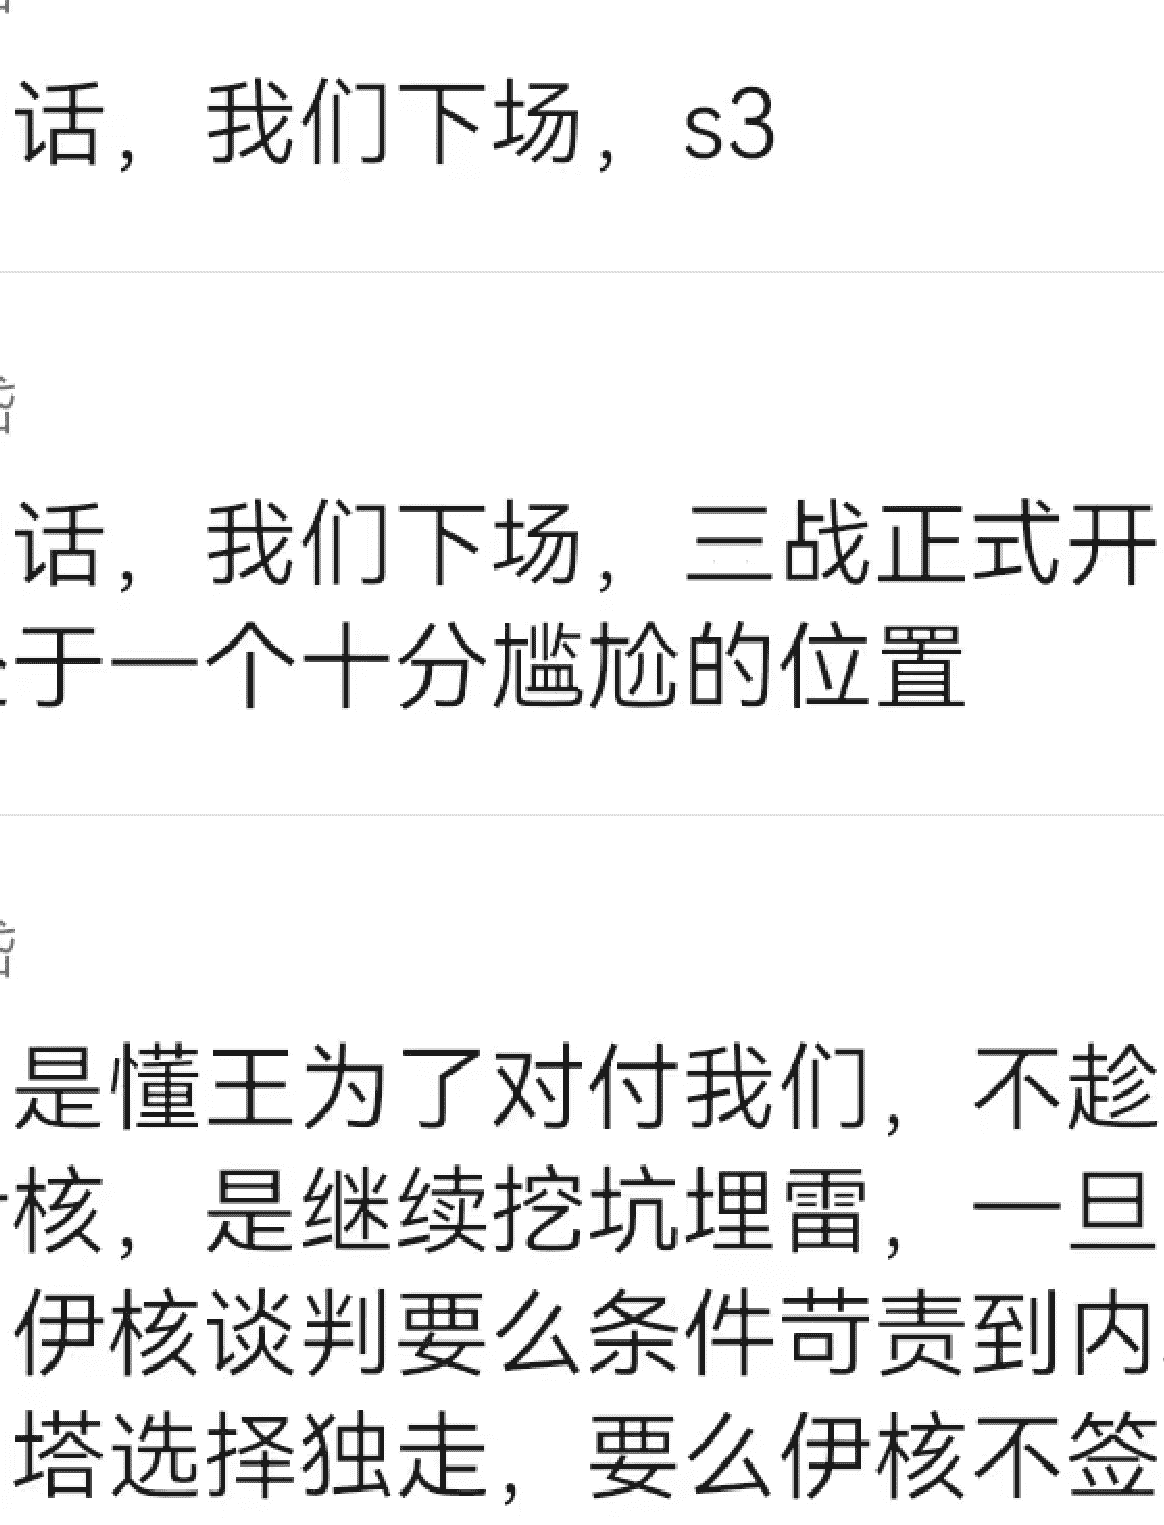 话，我们下场，s3
话，我们下场，三战正式开
于一个十分尴尬的位置
是懂王为了对付我们，不趁
核，是继续挖坑埋雷，一旦
伊核谈判要么条件苛责到内
塔选择独走，要么伊核不签